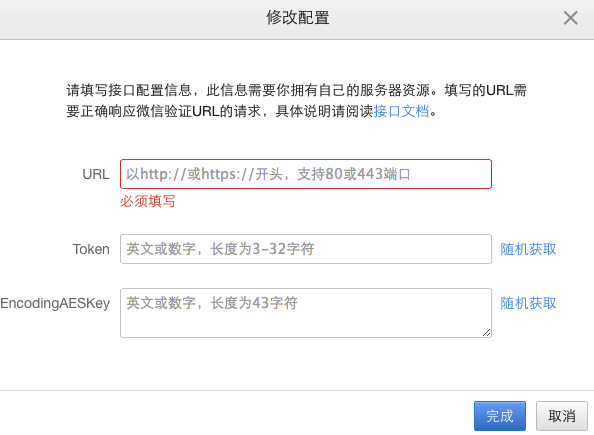 修改配置
请填写接口配置信息，此信息需要你拥有自己的服务器资源。填写的URL需
要正确响应微信验证URL的请求，具体说明请阅读接口文档。
URL 以http://或https://开头，支持80或443端口
必须填写
Token 英文或数字，长度为3-32字符 随机获取
EncodingAESKey 英文或数字，长度为43字符 随机获取
完成 取消